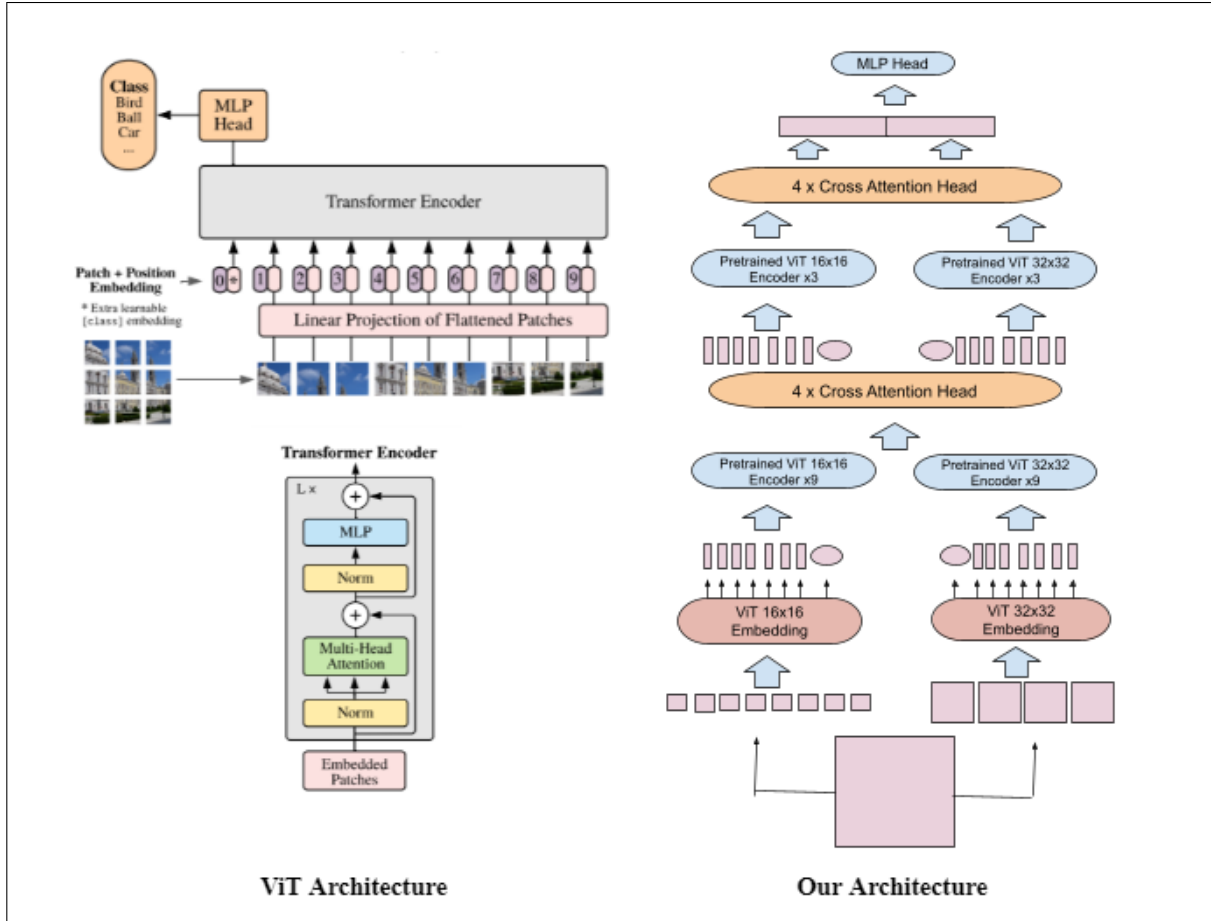 Class
Bird
Ball
Car
...
MLP
Head
Transformer Encoder
Patch + Position
Embedding
* Extra learnable
[class] embedding
0 * 1 2 3 4 5 6 7 8 9
Linear Projection of Flattened Patches
Transformer Encoder
L ×
+
MLP
Norm
+
Multi-Head
Attention
Norm
Embedded
Patches
ViT Architecture
MLP Head
4 x Cross Attention Head
Pretrained ViT 16x16
Encoder x3
Pretrained ViT 32x32
Encoder x3
4 x Cross Attention Head
Pretrained ViT 16x16
Encoder x9
Pretrained ViT 32x32
Encoder x9
ViT 16x16
Embedding
ViT 32x32
Embedding
Our Architecture